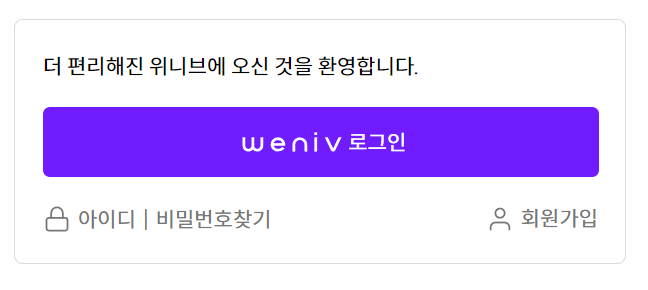 더 편리해진 위니브에 오신 것을 환영합니다.
weniv 로그인
아이디 | 비밀번호찾기 회원가입